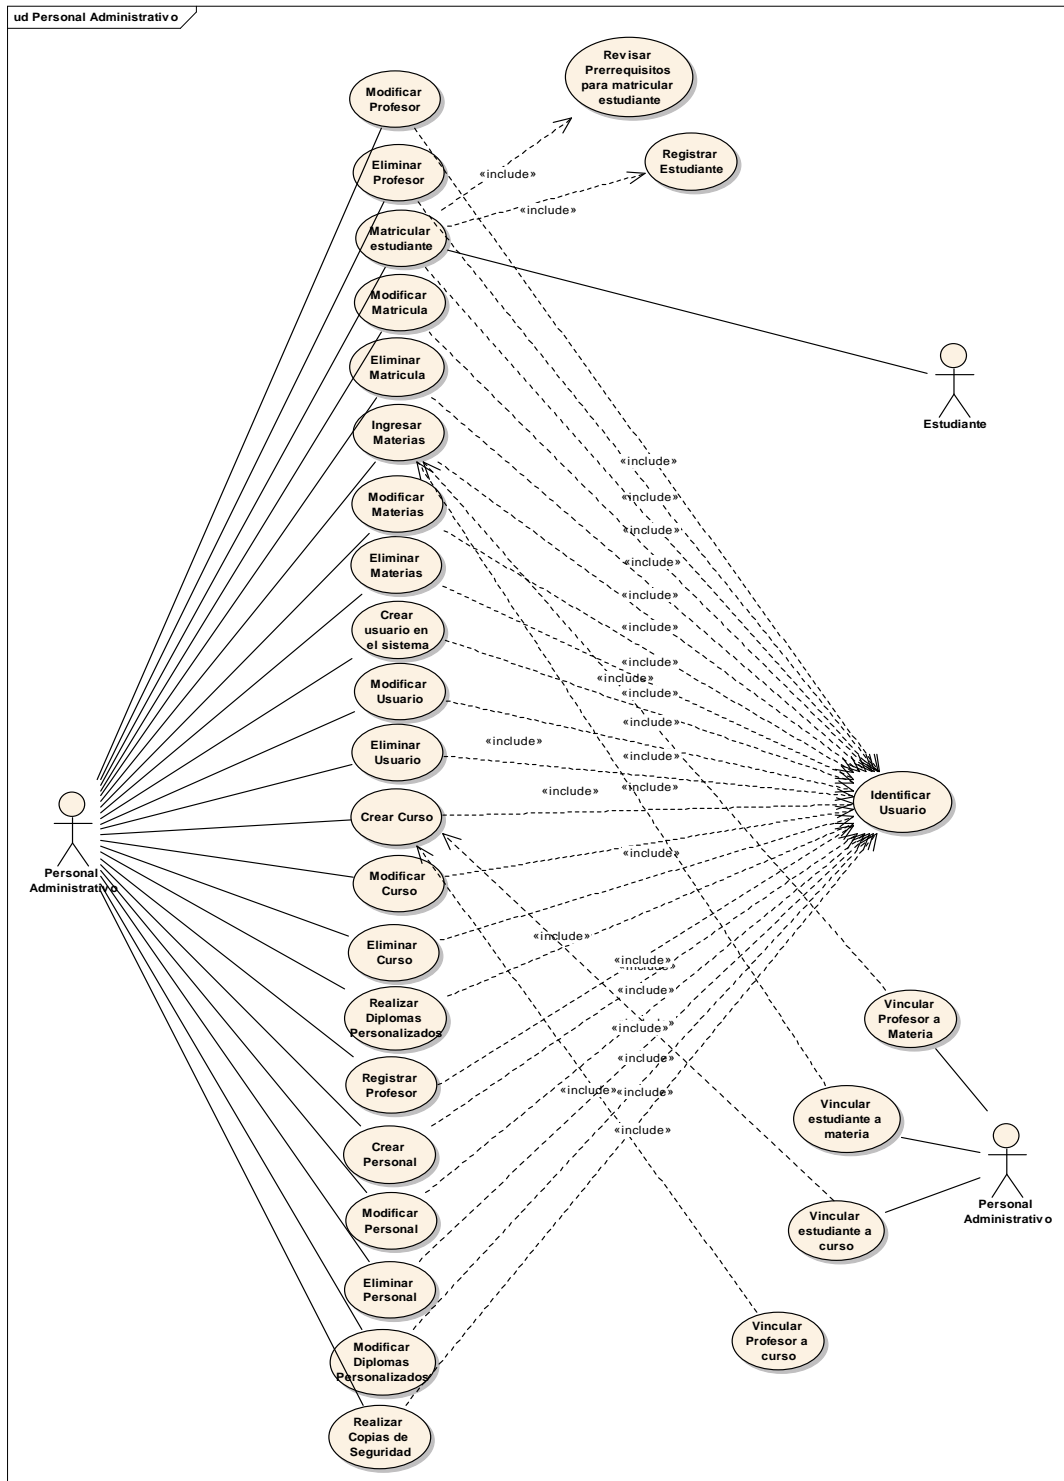 ud Personal Administrativo
Revisar
Prerrequisitos
para matricular
estudiante
Modificar
Profesor
Registrar
Estudiante
Eliminar
Profesor
«include»
«include»
Matricular
estudiante
Modificar
Matricula
Eliminar
Matricula
Estudiante
Ingresar
Materias
«include»
«include»
Modificar
Materias
«include»
«include»
Eliminar
Materias
«include»
Crear
usuario en
el sistema
«include»
«include»
«include»
«include»
Modificar
Usuario
«include»
Eliminar
Usuario
«include»
«include»
«include»
Identificar
Usuario
Crear Curso
«include»
«include»
Personal
Administrativo
Modificar
Curso
Eliminar
Curso
«include»
«include»
«include»
«include»
Realizar
Diplomas
Personalizados
Vincular
Profesor a
Materia
«include»
«include»
Registrar
Profesor
«include»
«include»
Vincular
estudiante a
materia
«include»
Crear
Personal
Personal
Administrativo
Modificar
Personal
Vincular
estudiante a
curso
Eliminar
Personal
Vincular
Profesor a
curso
Modificar
Diplomas
Personalizados
Realizar
Copias de
Seguridad